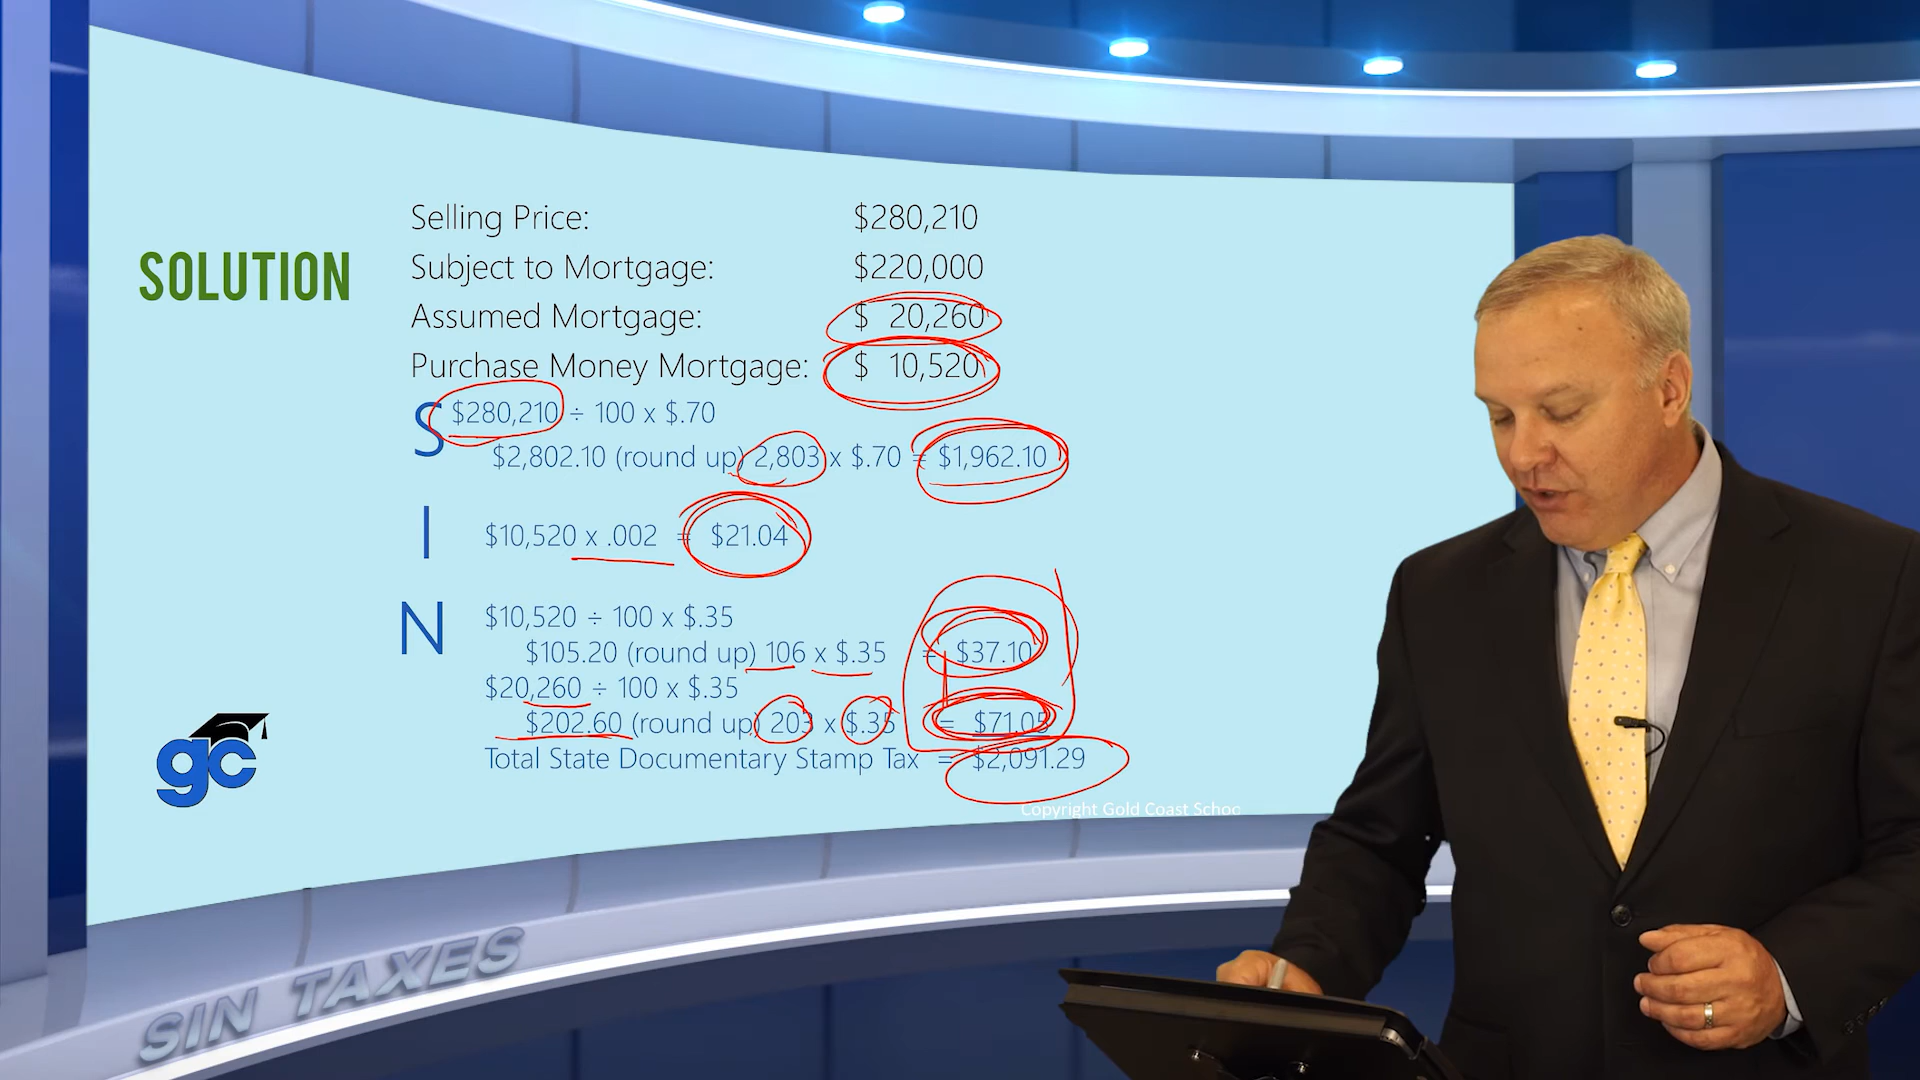 Selling Price: $280,210
SOLUTION
Subject to Mortgage: $220,000
Assumed Mortgage: $ 20,260
Purchase Money Mortgage: $ 10,520
S $280,210 ÷ 100 x $.70
$2,802.10 (round up) 2,803 x $.70 = $1,962.10
I $10,520 x .002 = $21.04
N $10,520 ÷ 100 x $.35
$105.20 (round up) 106 x $.35 = $37.10
$20,260 ÷ 100 x $.35
$202.60 (round up) 203 x $.35 = $71.05
Total State Documentary Stamp Tax = $2,091.29
gc
Copyright Gold Coast Schoo
SIN TAXES